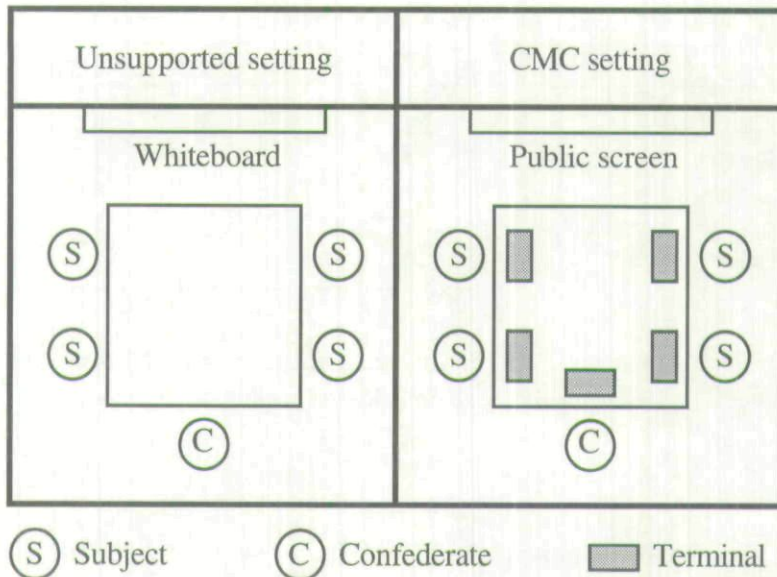 Unsupported setting CMC setting
Whiteboard Public screen
S S S S
S S S S
C C
S Subject C Confederate Terminal